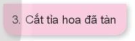 3. Cắt tỉa hoa đã tàn